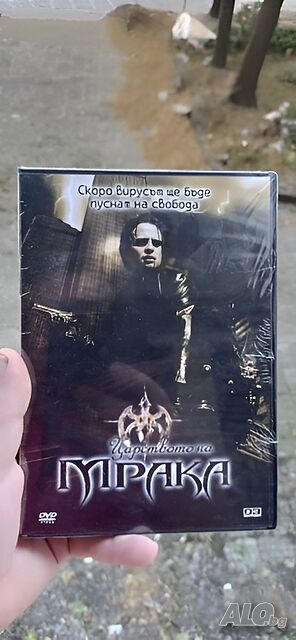 Скоро вирусът ще бъде
пуснат на свобода
Царството на
МРАКА
DVD
ALO.bg